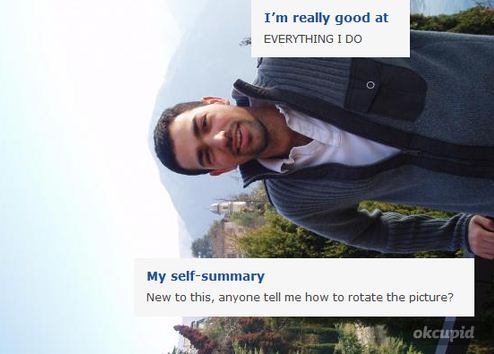 I'm really good at
EVERYTHING I DO
My self-summary
New to this, anyone tell me how to rotate the picture?
okcupid